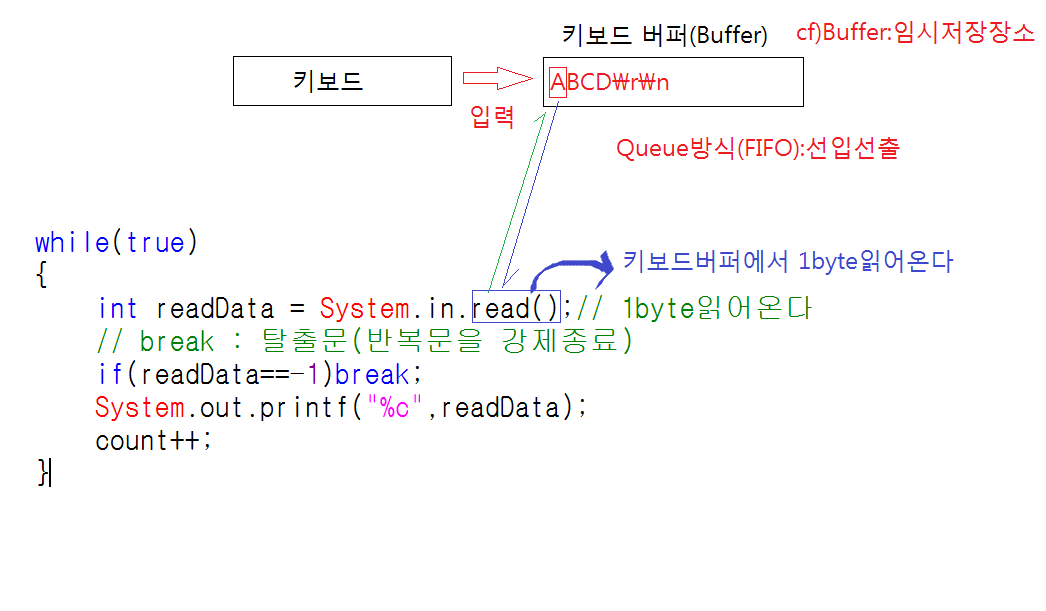 키보드 버퍼(Buffer)
cf)Buffer:임시저장장소
키보드
ABCD₩r₩n
입력
Queue방식(FIFO):선입선출
while(true)
{
키보드버퍼에서 1byte읽어온다
int readData = System.in.read();// 1byte읽어온다
// break : 탈출문(반복문을 강제종료)
if(readData==-1)break;
System.out.printf("%c",readData);
count++;
}